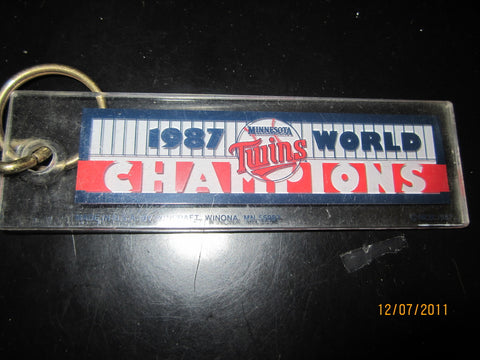 1987 MINNESOTA Twins WORLD
CHAMPIONS
WINONA, MN
12/07/2011